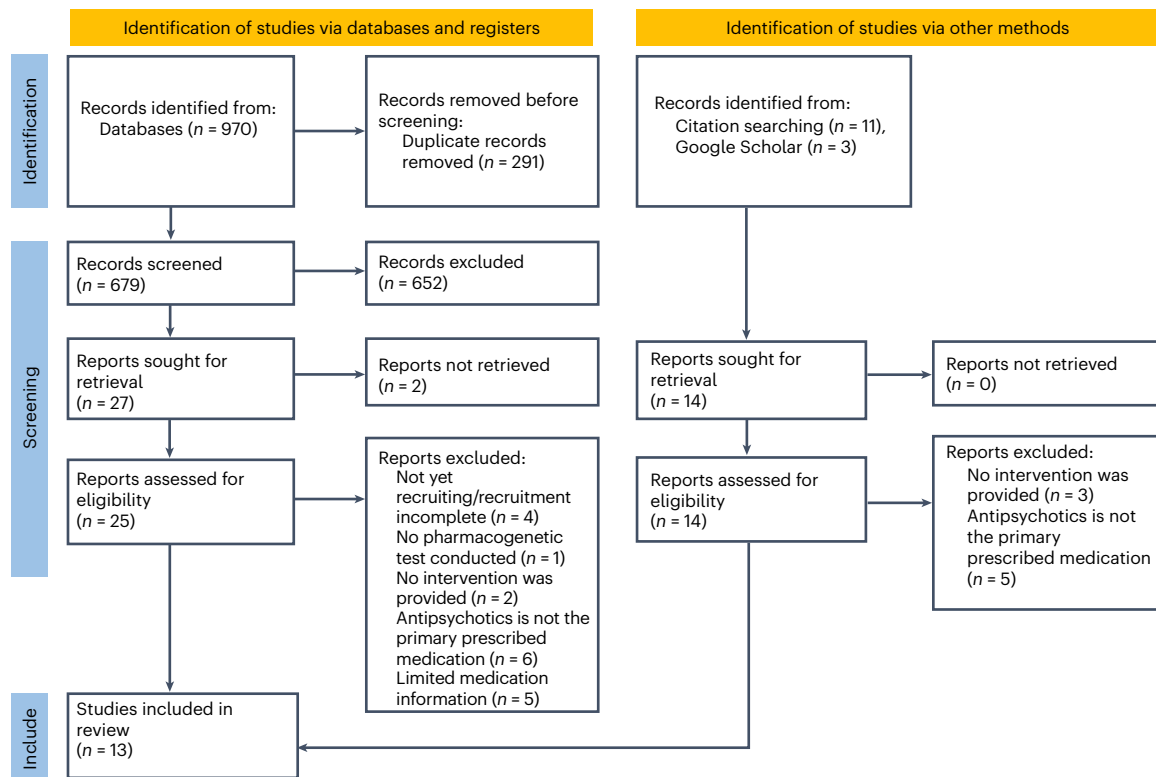 Identification of studies via databases and registers
Identification of studies via other methods
Identification
Records identified from:
Databases (n = 970)
Records removed before
screening:
Duplicate records
removed (n = 291)
Records identified from:
Citation searching (n = 11),
Google Scholar (n = 3)
Screening
Records screened
(n = 679)
Records excluded
(n = 652)
Reports sought for
retrieval
(n = 27)
Reports not retrieved
(n = 2)
Reports sought for
retrieval
(n = 14)
Reports not retrieved
(n = 0)
Reports assessed for
eligibility
(n = 25)
Reports excluded:
Not yet
recruiting/recruitment
incomplete (n = 4)
No pharmacogenetic
test conducted (n = 1)
No intervention was
provided (n = 2)
Antipsychotics is not the
primary prescribed
medication (n = 6)
Limited medication
information (n = 5)
Reports assessed for
eligibility
(n = 14)
Reports excluded:
No intervention was
provided (n = 3)
Antipsychotics is not
the primary
prescribed medication
(n = 5)
Include
Studies included in
review
(n = 13)